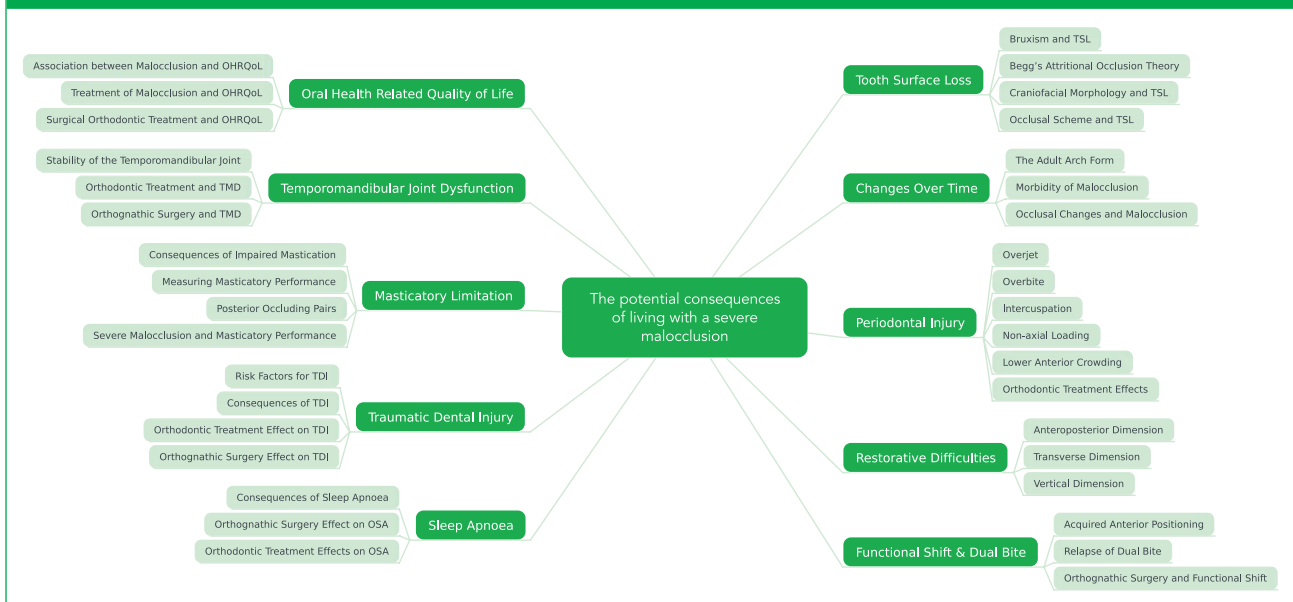 Association between Malocclusion and OHRQoL
Treatment of Malocclusion and OHRQoL
Surgical Orthodontic Treatment and OHRQoL
Oral Health Related Quality of Life
Stability of the Temporomandibular Joint
Orthodontic Treatment and TMD
Orthognathic Surgery and TMD
Temporomandibular Joint Dysfunction
Consequences of Impaired Mastication
Measuring Masticatory Performance
Posterior Occluding Pairs
Severe Malocclusion and Masticatory Performance
Masticatory Limitation
Risk Factors for TDI
Consequences of TDI
Orthodontic Treatment Effect on TDI
Orthognathic Surgery Effect on TDI
Traumatic Dental Injury
Consequences of Sleep Apnoea
Orthognathic Surgery Effect on OSA
Orthodontic Treatment Effects on OSA
Sleep Apnoea
The potential consequences
of living with a severe
malocclusion
Tooth Surface Loss
Bruxism and TSL
Begg's Attritional Occlusion Theory
Craniofacial Morphology and TSL
Occlusal Scheme and TSL
Changes Over Time
The Adult Arch Form
Morbidity of Malocclusion
Occlusal Changes and Malocclusion
Periodontal Injury
Overjet
Overbite
Intercuspation
Non-axial Loading
Lower Anterior Crowding
Orthodontic Treatment Effects
Restorative Difficulties
Anteroposterior Dimension
Transverse Dimension
Vertical Dimension
Functional Shift & Dual Bite
Acquired Anterior Positioning
Relapse of Dual Bite
Orthognathic Surgery and Functional Shift